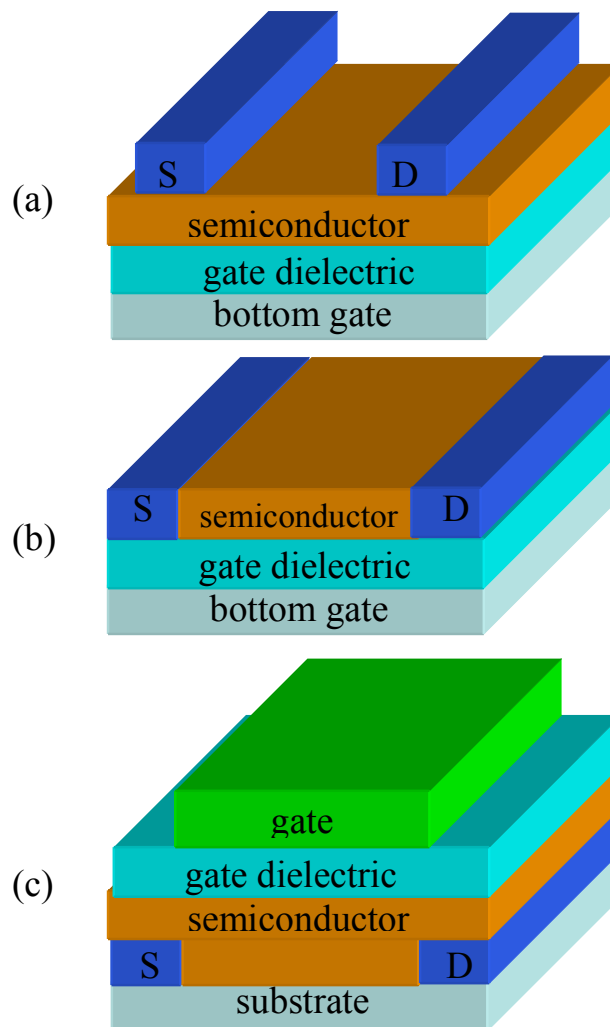 (a)
S
D
semiconductor
gate dielectric
bottom gate
(b)
S
semiconductor
D
gate dielectric
bottom gate
(c)
gate
gate dielectric
semiconductor
S
D
substrate